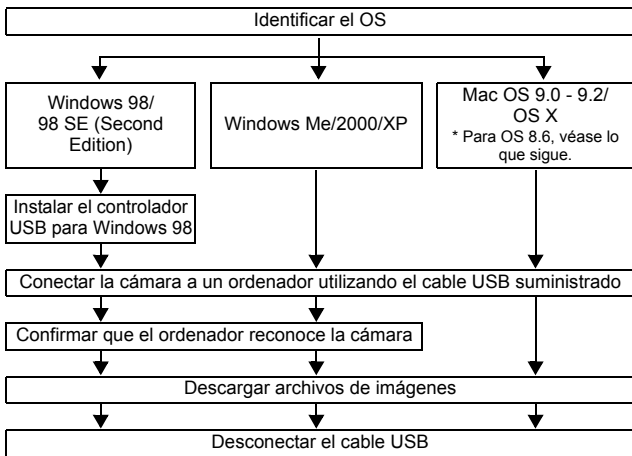 Identificar el OS
Windows 98/
98 SE (Second
Edition)
Windows Me/2000/XP
Mac OS 9.0 - 9.2/
OS X
* Para OS 8.6, véase lo
que sigue.
Instalar el controlador
USB para Windows 98
Conectar la cámara a un ordenador utilizando el cable USB suministrado
Confirmar que el ordenador reconoce la cámara
Descargar archivos de imágenes
Desconectar el cable USB